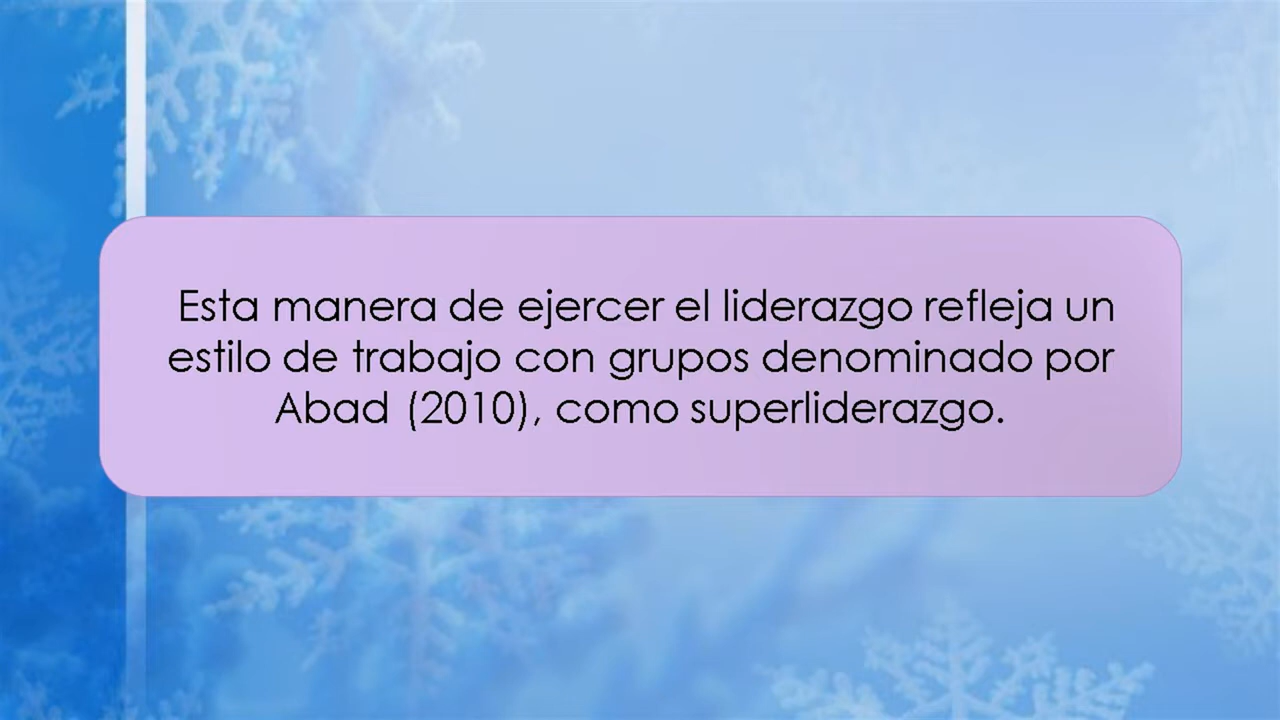 Esta manera de ejercer el liderazgo refleja un
estilo de trabajo con grupos denominado por
Abad (2010), como superliderazgo.